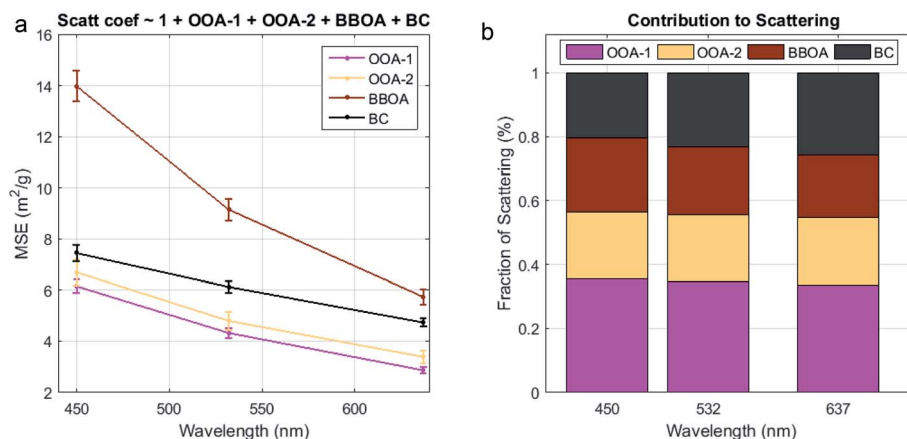 a
Scatt coef ~ 1 + OOA-1 + OOA-2 + BBOA + BC
16
14
12
10
8
6
4
2
MSE (m²/g)
OOA-1
OOA-2
BBOA
BC
450
500
550
600
Wavelength (nm)
b
Contribution to Scattering
OOA-1 OOA-2 BBOA BC
1
0.8
0.6
0.4
0.2
0
Fraction of Scattering (%)
450
532
637
Wavelength (nm)